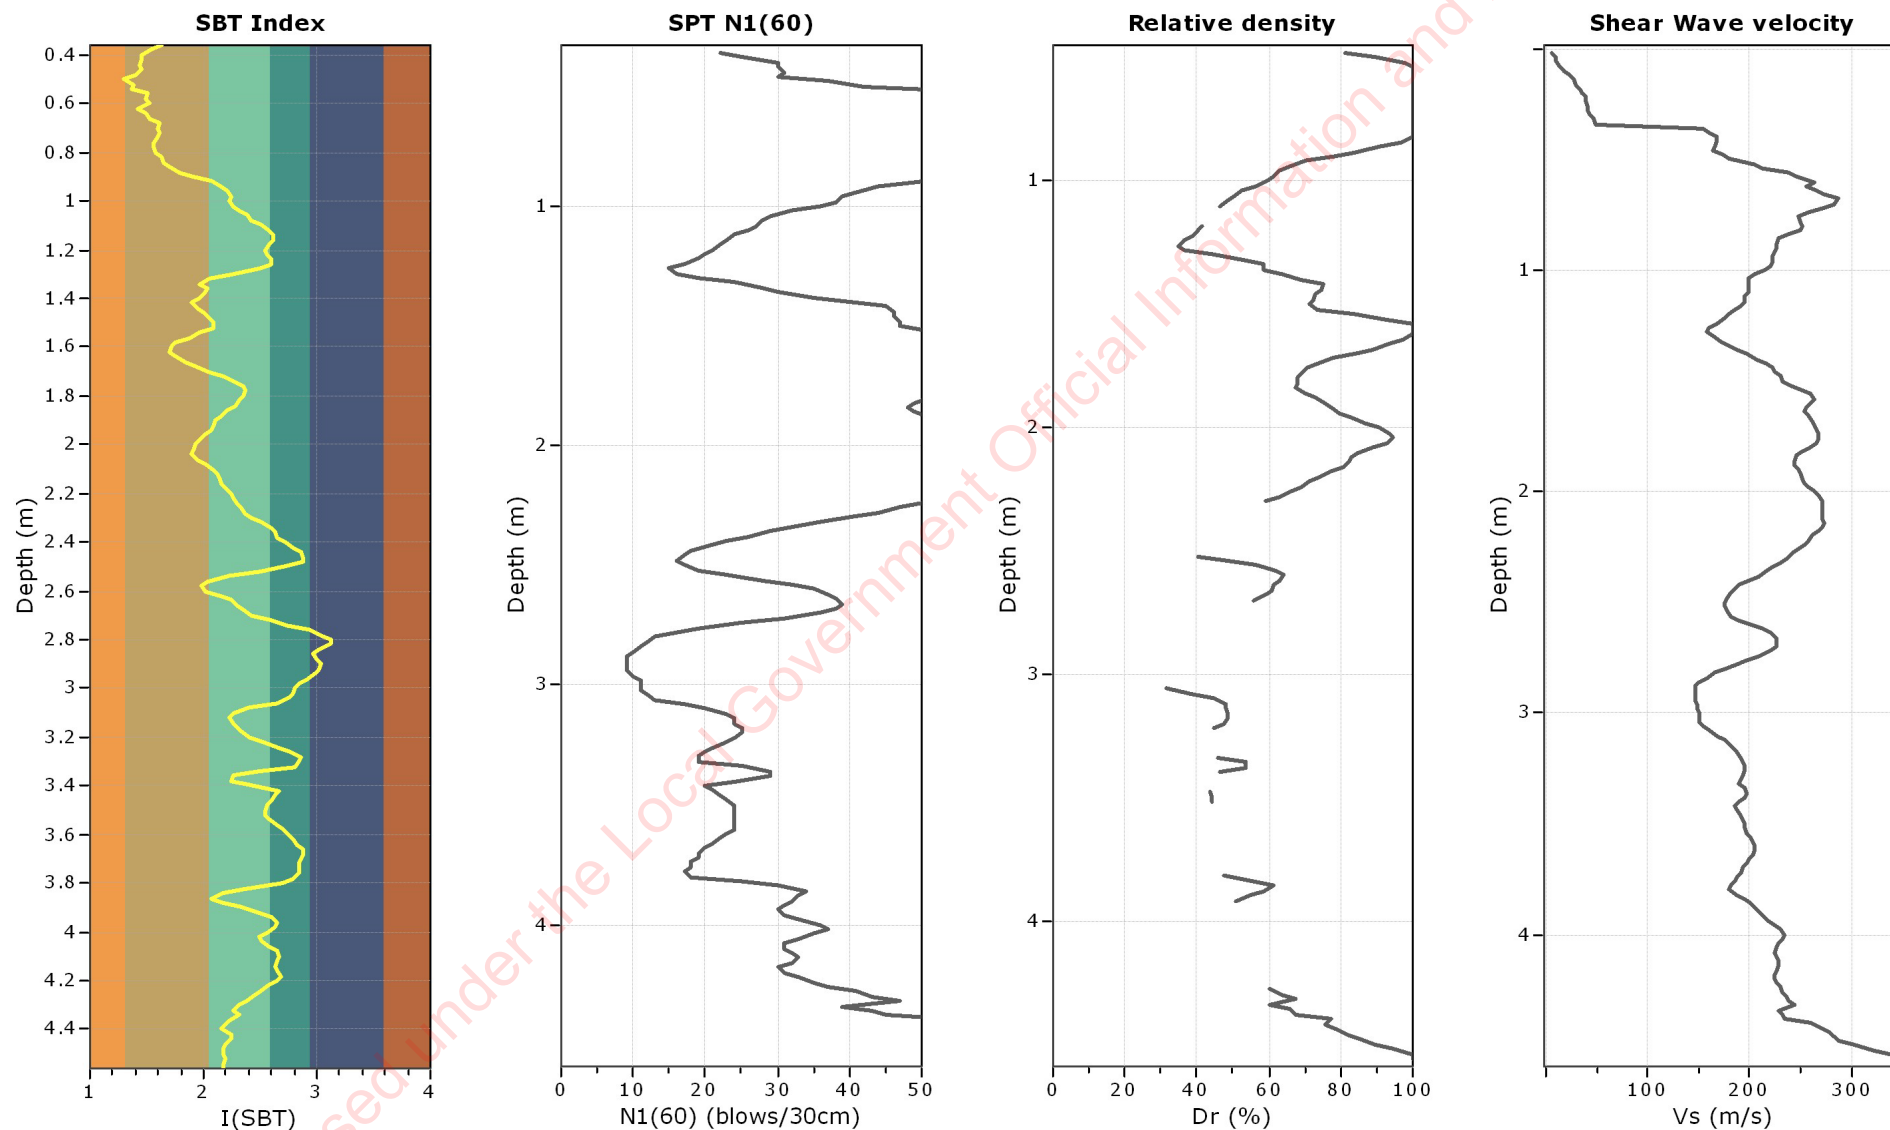 SBT Index
0.4
0.6
0.8
1
1.2
1.4
1.6
1.8
2
2.2
2.4
2.6
2.8
3
3.2
3.4
3.6
3.8
4
4.2
4.4
Depth (m)
1 2 3 4
I(SBT)
SPT N1(60)
1
2
3
4
Depth (m)
0 10 20 30 40 50
N1(60) (blows/30cm)
Relative density
1
2
3
4
Depth (m)
0 20 40 60 80 100
Dr (%)
Shear Wave velocity
1
2
3
4
Depth (m)
100 200 300
Vs (m/s)
sed under the Local Government Official Information and